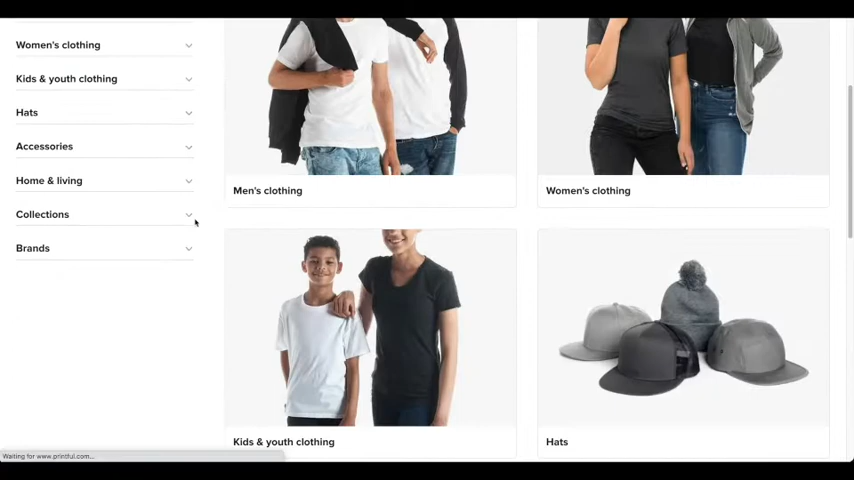 Women's clothing
Kids & youth clothing
Hats
Accessories
Home & living
Collections
Brands
Men's clothing
Women's clothing
Kids & youth clothing
Hats
Waiting for www.printful.com...